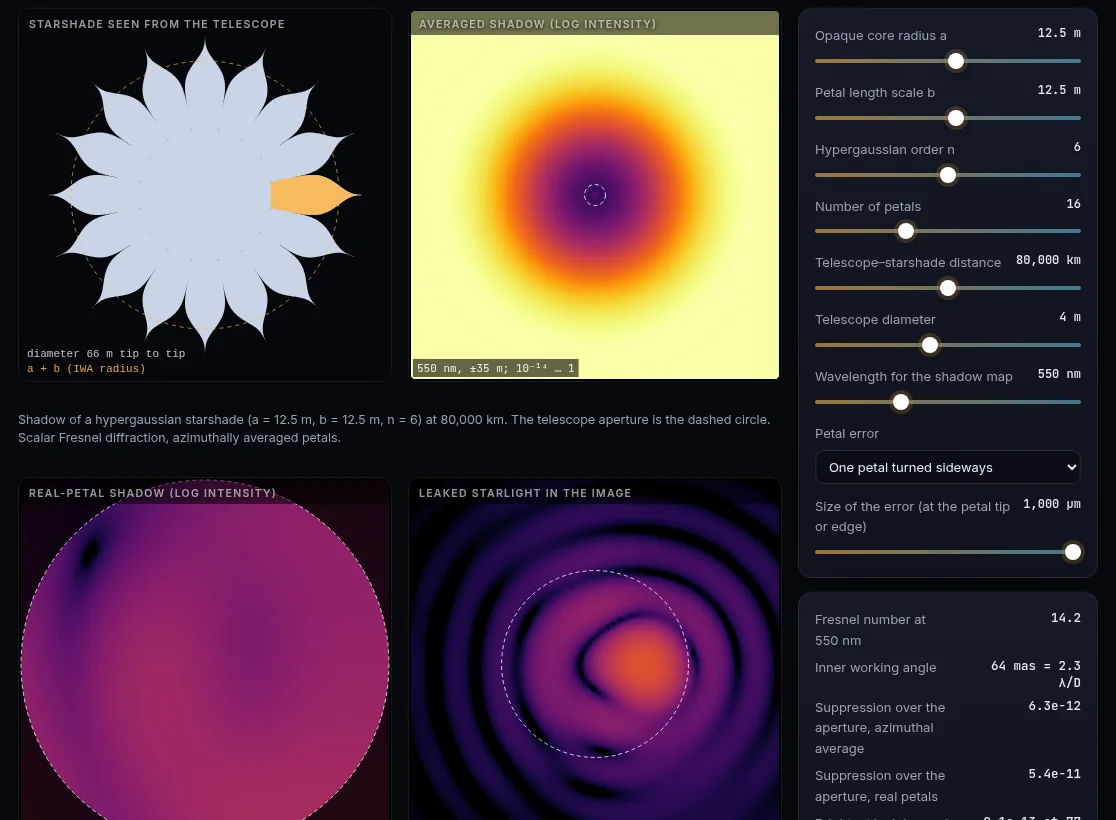 STARSHADE SEEN FROM THE TELESCOPE
diameter 66 m tip to tip
a + b (IWA radius)
AVERAGED SHADOW (LOG INTENSITY)
550 nm, ±35 m; 10⁻¹⁴ … 1
Shadow of a hypergaussian starshade (a = 12.5 m, b = 12.5 m, n = 6) at 80,000 km. The telescope aperture is the dashed circle.
Scalar Fresnel diffraction, azimuthally averaged petals.
REAL-PETAL SHADOW (LOG INTENSITY)
LEAKED STARLIGHT IN THE IMAGE
Opaque core radius a 12.5 m
Petal length scale b 12.5 m
Hypergaussian order n 6
Number of petals 16
Telescope–starshade distance 80,000 km
Telescope diameter 4 m
Wavelength for the shadow map 550 nm
Petal error
One petal turned sideways
Size of the error (at the petal tip 1,000 µm
or edge)
Fresnel number at 14.2
550 nm
Inner working angle 64 mas = 2.3
λ/D
Suppression over the 6.3e-12
aperture, azimuthal
average
Suppression over the 5.4e-11
aperture, real petals